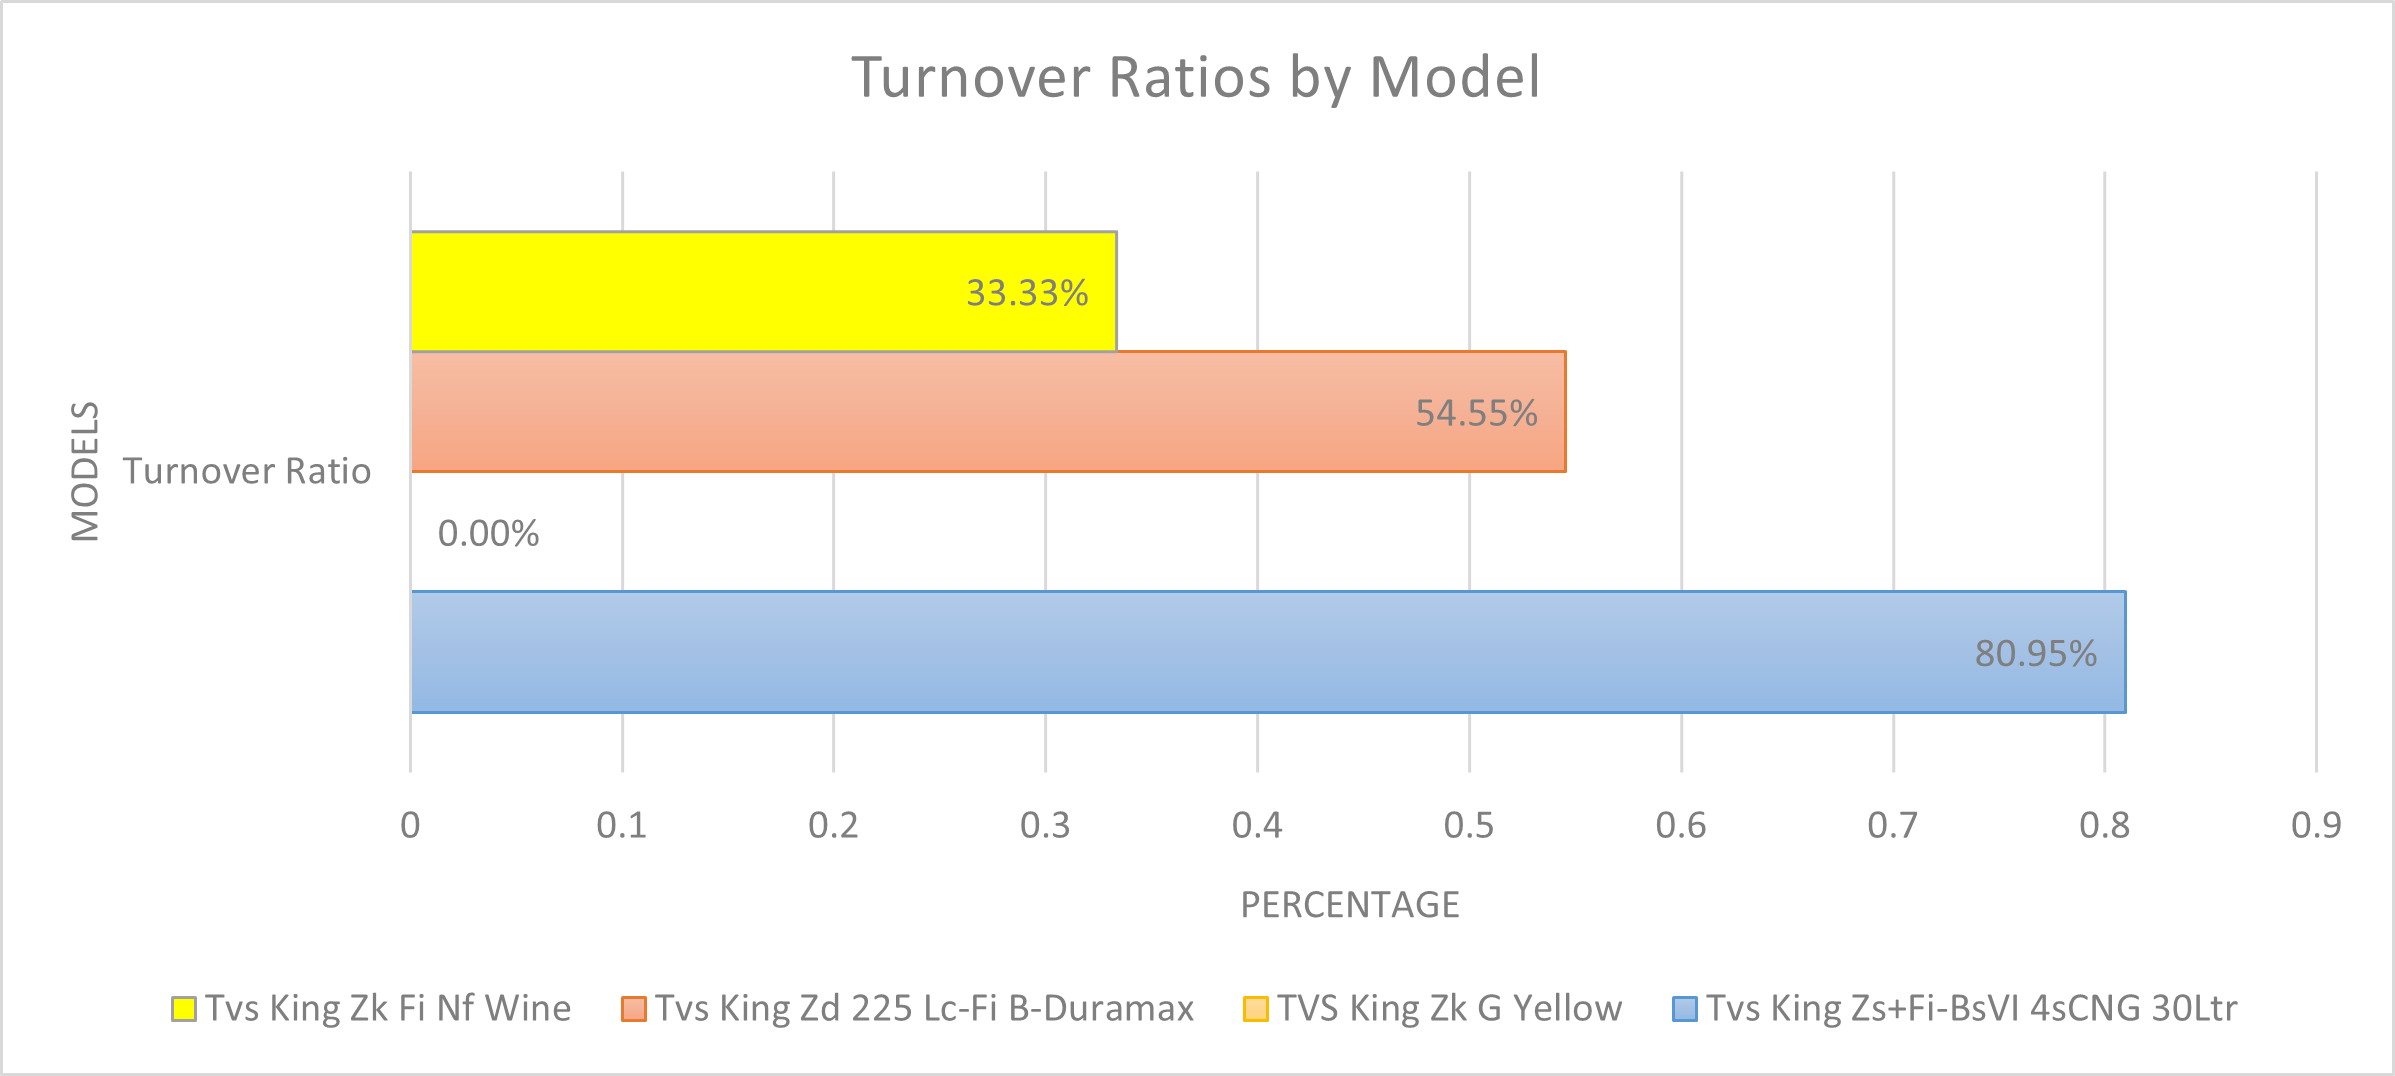 Turnover Ratios by Model
MODELS
Turnover Ratio
33.33%
54.55%
0.00%
80.95%
0 0.1 0.2 0.3 0.4 0.5 0.6 0.7 0.8 0.9
PERCENTAGE
Tvs King Zk Fi Nf Wine Tvs King Zd 225 Lc-Fi B-Duramax TVS King Zk G Yellow Tvs King Zs+Fi-BsVI 4sCNG 30Ltr